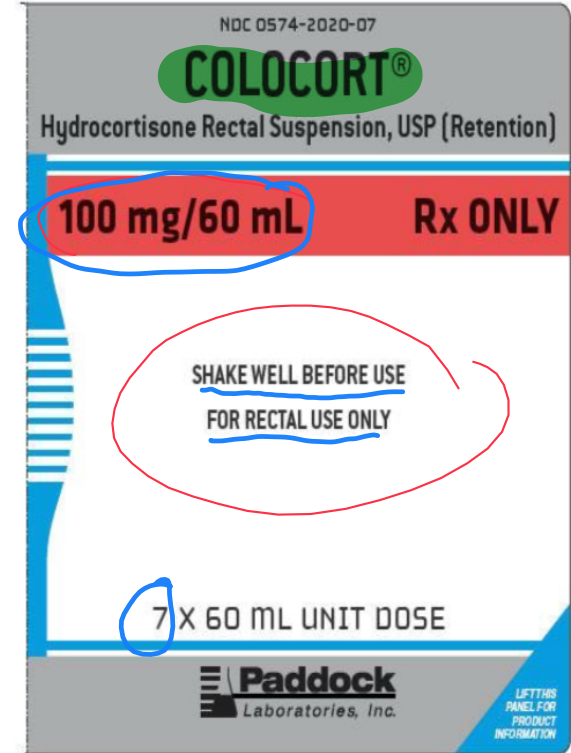 NDC 0574-2020-07
COLOCORT®
Hydrocortisone Rectal Suspension, USP (Retention)
100 mg/60 mL Rx ONLY
SHAKE WELL BEFORE USE
FOR RECTAL USE ONLY
7 X 60 ML UNIT DOSE
Paddock
Laboratories, Inc.
LIFT THIS
PANEL FOR
PRODUCT
INFORMATION